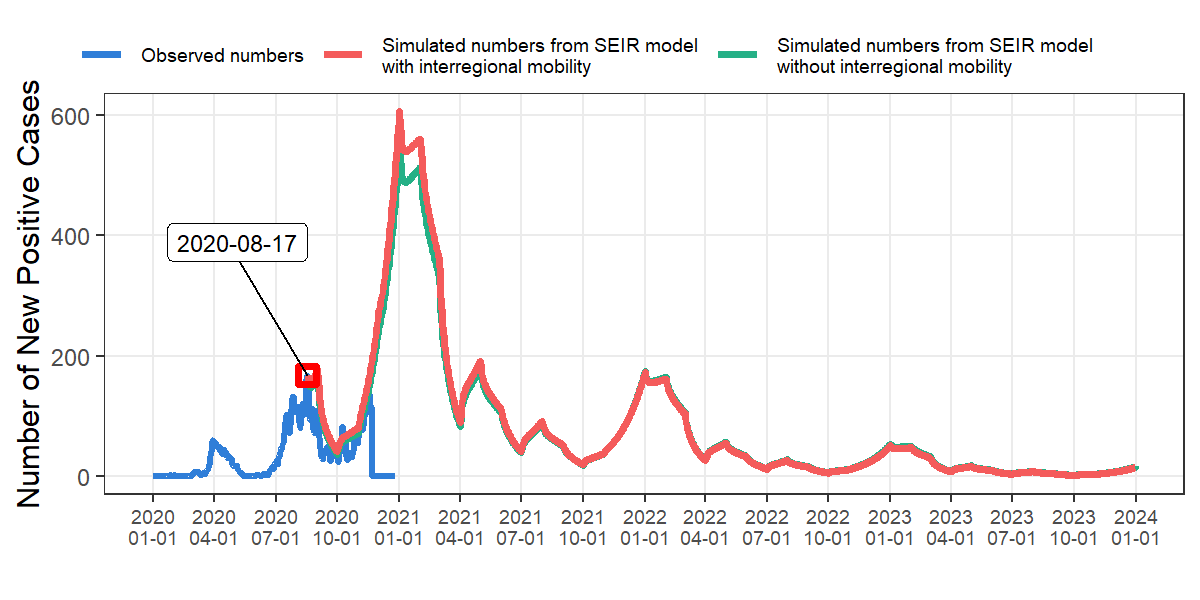 Observed numbers
Simulated numbers from SEIR model
with interregional mobility
Simulated numbers from SEIR model
without interregional mobility
Number of New Positive Cases
600
400
200
0
2020-08-17
2020 2020 2020 2020 2021 2021 2021 2021 2022 2022 2022 2022 2023 2023 2023 2023 2024
01-01 04-01 07-01 10-01 01-01 04-01 07-01 10-01 01-01 04-01 07-01 10-01 01-01 04-01 07-01 10-01 01-01